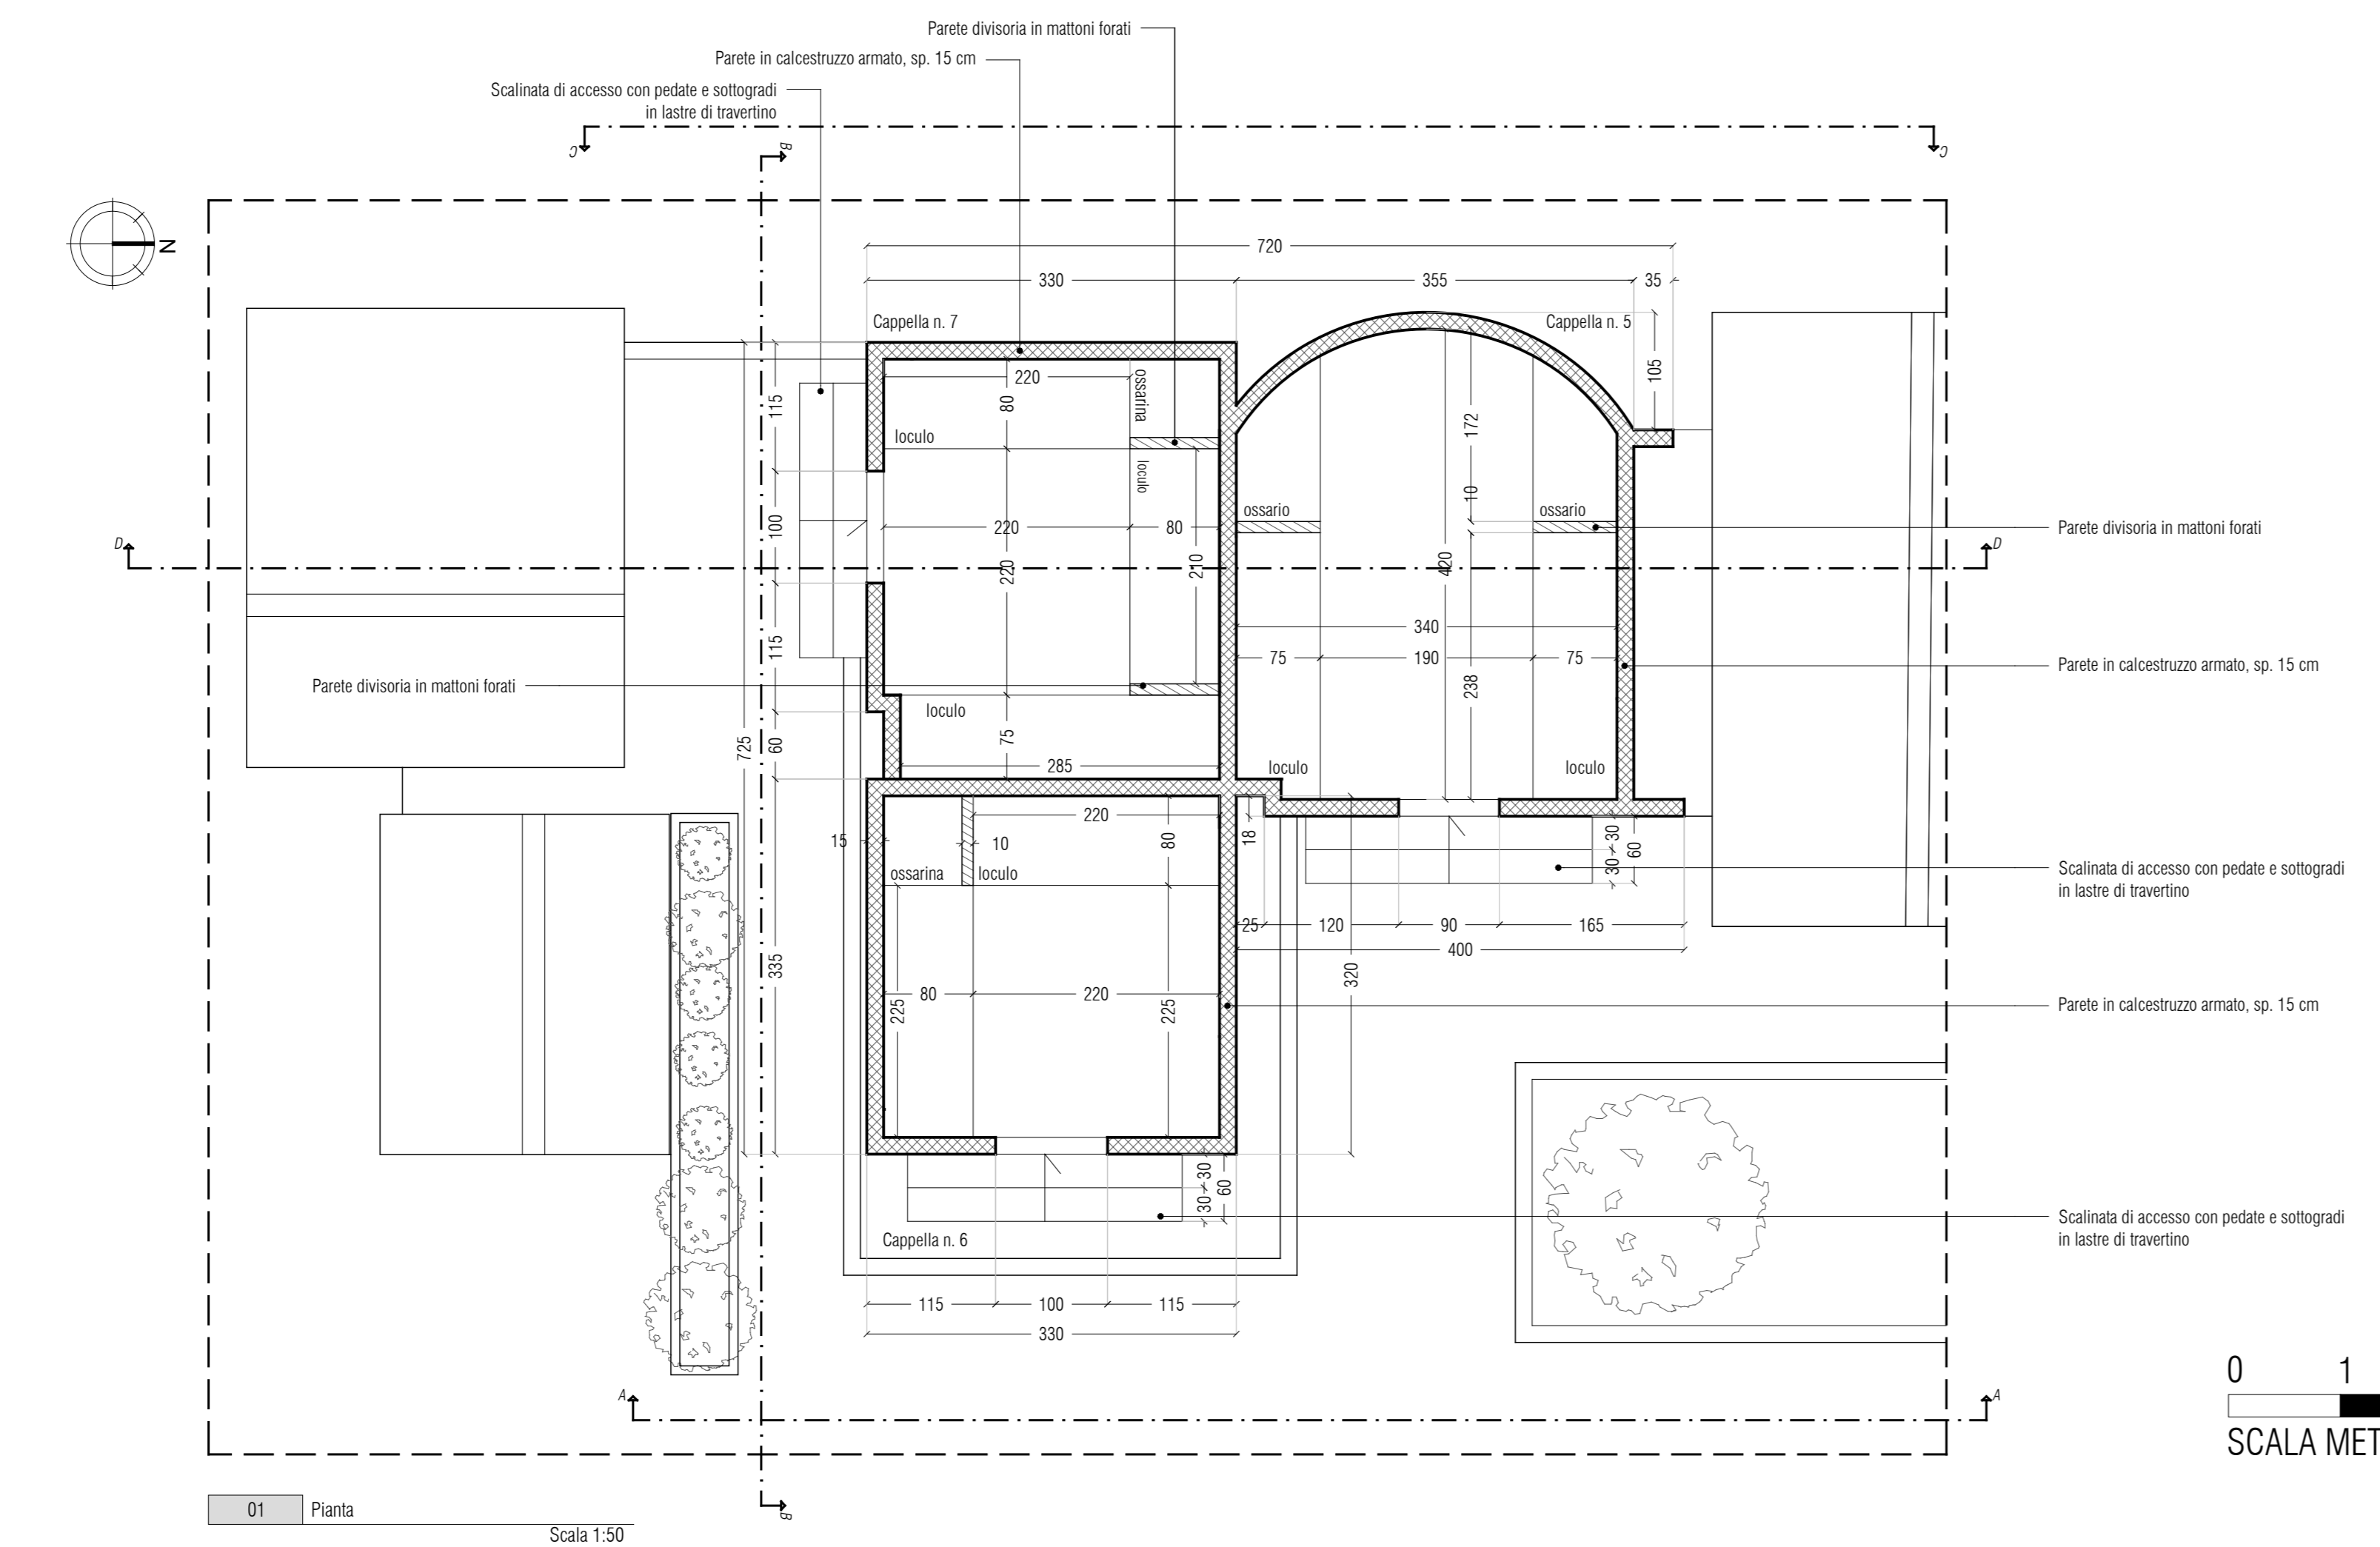 Parete divisoria in mattoni forati
Parete in calcestruzzo armato, sp. 15 cm
Scalinata di accesso con pedate e sottogradi
in lastre di travertino
C
B
C
N
720
330
355
35
Cappella n. 7
Cappella n. 5
105
115
220
80
ossarina
172
loculo
loculo
10
ossario
ossario
100
220
80
Parete divisoria in mattoni forati
D
D
220
210
420
115
340
75
190
75
Parete in calcestruzzo armato, sp. 15 cm
238
Parete divisoria in mattoni forati
loculo
725
60
75
285
loculo
loculo
220
15
10
80
18
30
30
60
ossarina
loculo
Scalinata di accesso con pedate e sottogradi
in lastre di travertino
25
120
90
165
400
335
320
80
220
225
225
Parete in calcestruzzo armato, sp. 15 cm
30
30
60
Scalinata di accesso con pedate e sottogradi
in lastre di travertino
Cappella n. 6
115
100
115
330
A
A
0 1
SCALA MET
B
01 Pianta
Scala 1:50